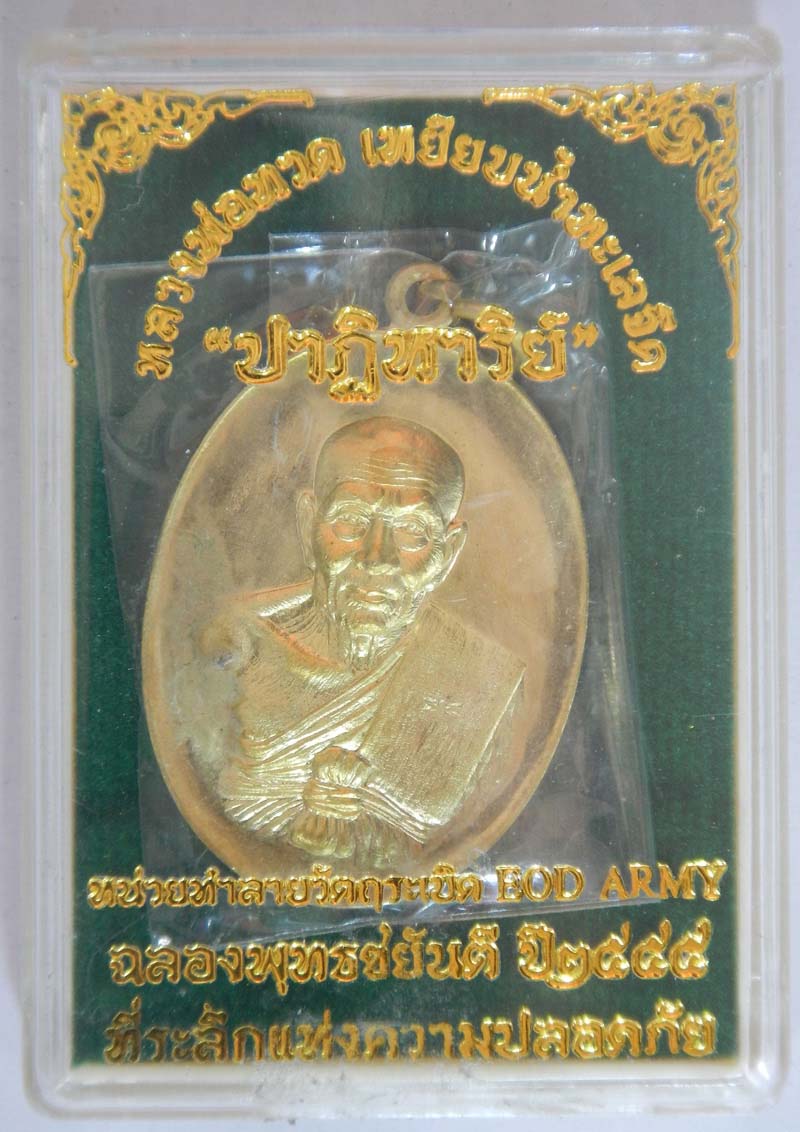 หลวงพ่อทวด เหยียบน้ำทะเลจืด
“ปาฏิหาริย์”
หน่วยทำลายวัตถุระเบิด EOD ARMY
ฉลองพุทธชยันตี ปี๒๕๕๕
ที่ระลึกแห่งความปลอดภัย